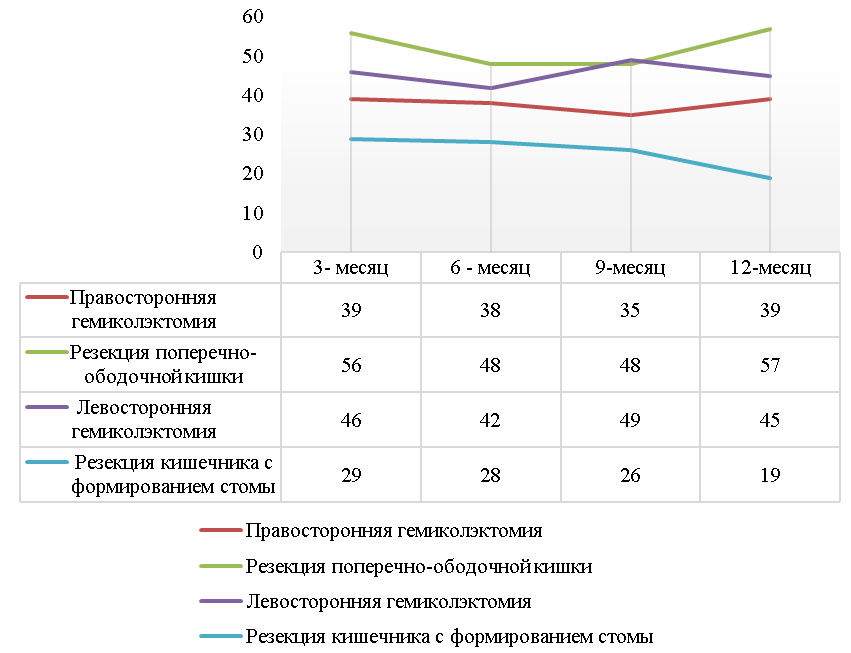 60
50
40
30
20
10
0
3- месяц 6 - месяц 9-месяц 12-месяц
Правосторонняя
гемиколэктомия 39 38 35 39
Резекция поперечно-
ободочной кишки 56 48 48 57
Левосторонняя
гемиколэктомия 46 42 49 45
Резекция кишечника с
формированием стомы 29 28 26 19
Правосторонняя гемиколэктомия
Резекция поперечно-ободочной кишки
Левосторонняя гемиколэктомия
Резекция кишечника с формированием стомы